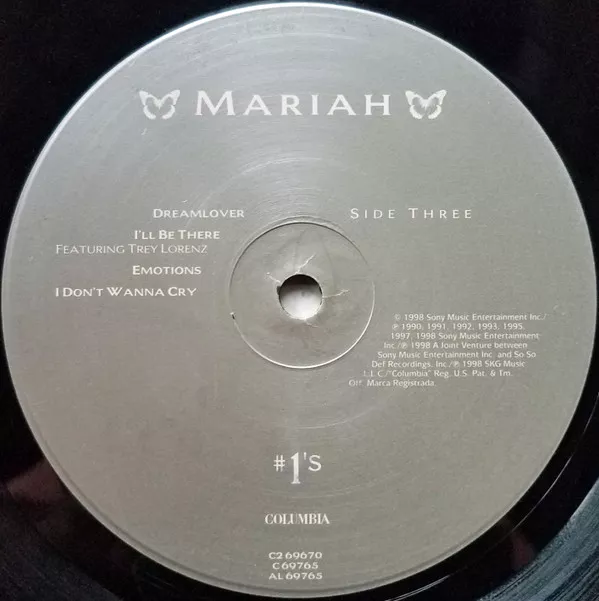 MARIAH
DREAMLOVER
SIDE THREE
I'LL BE THERE
FEATURING TREY LORENZ
EMOTIONS
I DON'T WANNA CRY
© 1998 Sony Music Entertainment Inc./
℗ 1990, 1991, 1992, 1993, 1995,
1997, 1998 Sony Music Entertainment
Inc./℗ 1998 A Joint Venture between
Sony Music Entertainment Inc. and So So
Def Recordings, Inc./℗ 1998 SKG Music
L.L.C./"Columbia" Reg. U.S. Pat. & Tm.
Off. Marca Registrada.
#1'S
COLUMBIA
C2 69670
C 69765
AL 69765